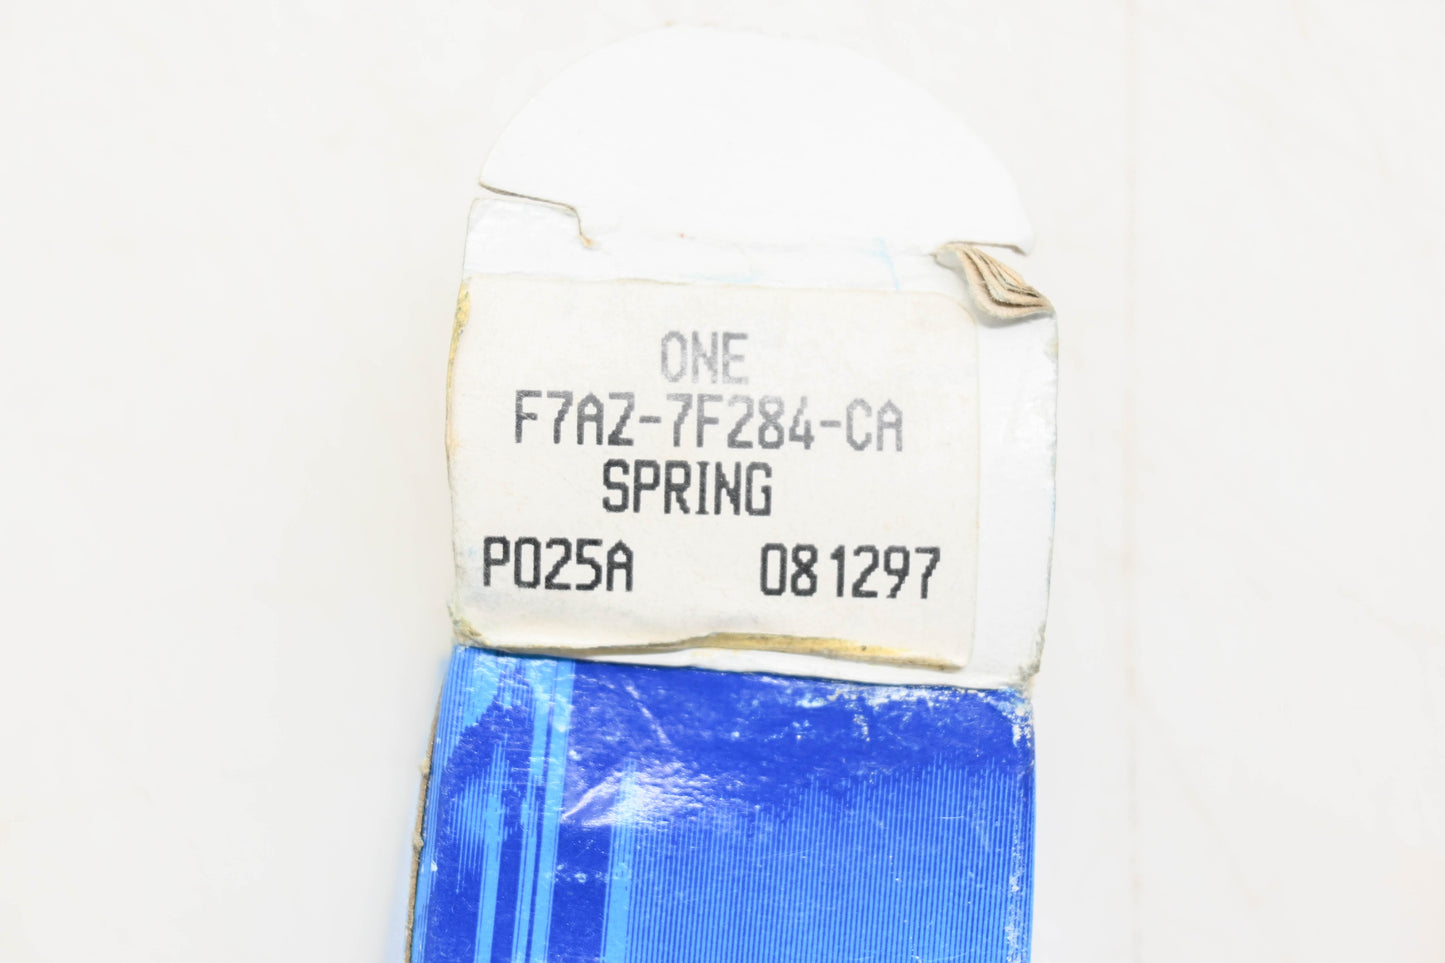 ONE
F7AZ-7F284-CA
SPRING
P025A 081297